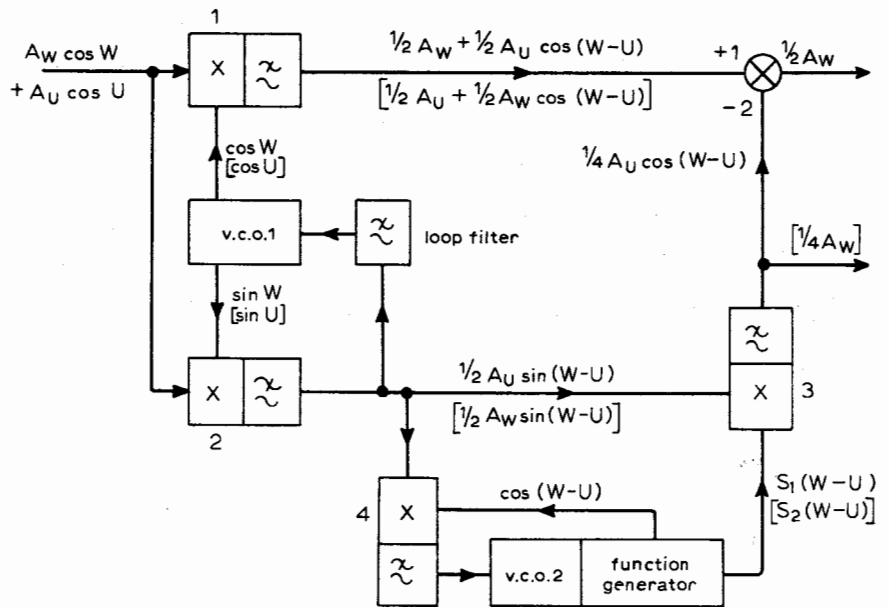 1
A_W cos W
+ A_U cos U
X
½ A_W + ½ A_U cos (W−U)
[½ A_U + ½ A_W cos (W−U)]
+1
½ A_W
−2
cos W
[cos U]
¼ A_U cos (W−U)
v.c.o.1
loop filter
[¼ A_W]
sin W
[sin U]
X
2
½ A_U sin (W−U)
[½ A_W sin (W−U)]
X
3
4
X
cos (W−U)
S₁ (W−U)
[S₂ (W−U)]
v.c.o.2
function
generator